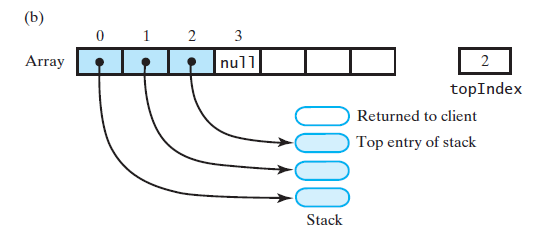 (b)
0 1 2 3
Array null 2
topIndex
Returned to client
Top entry of stack
Stack